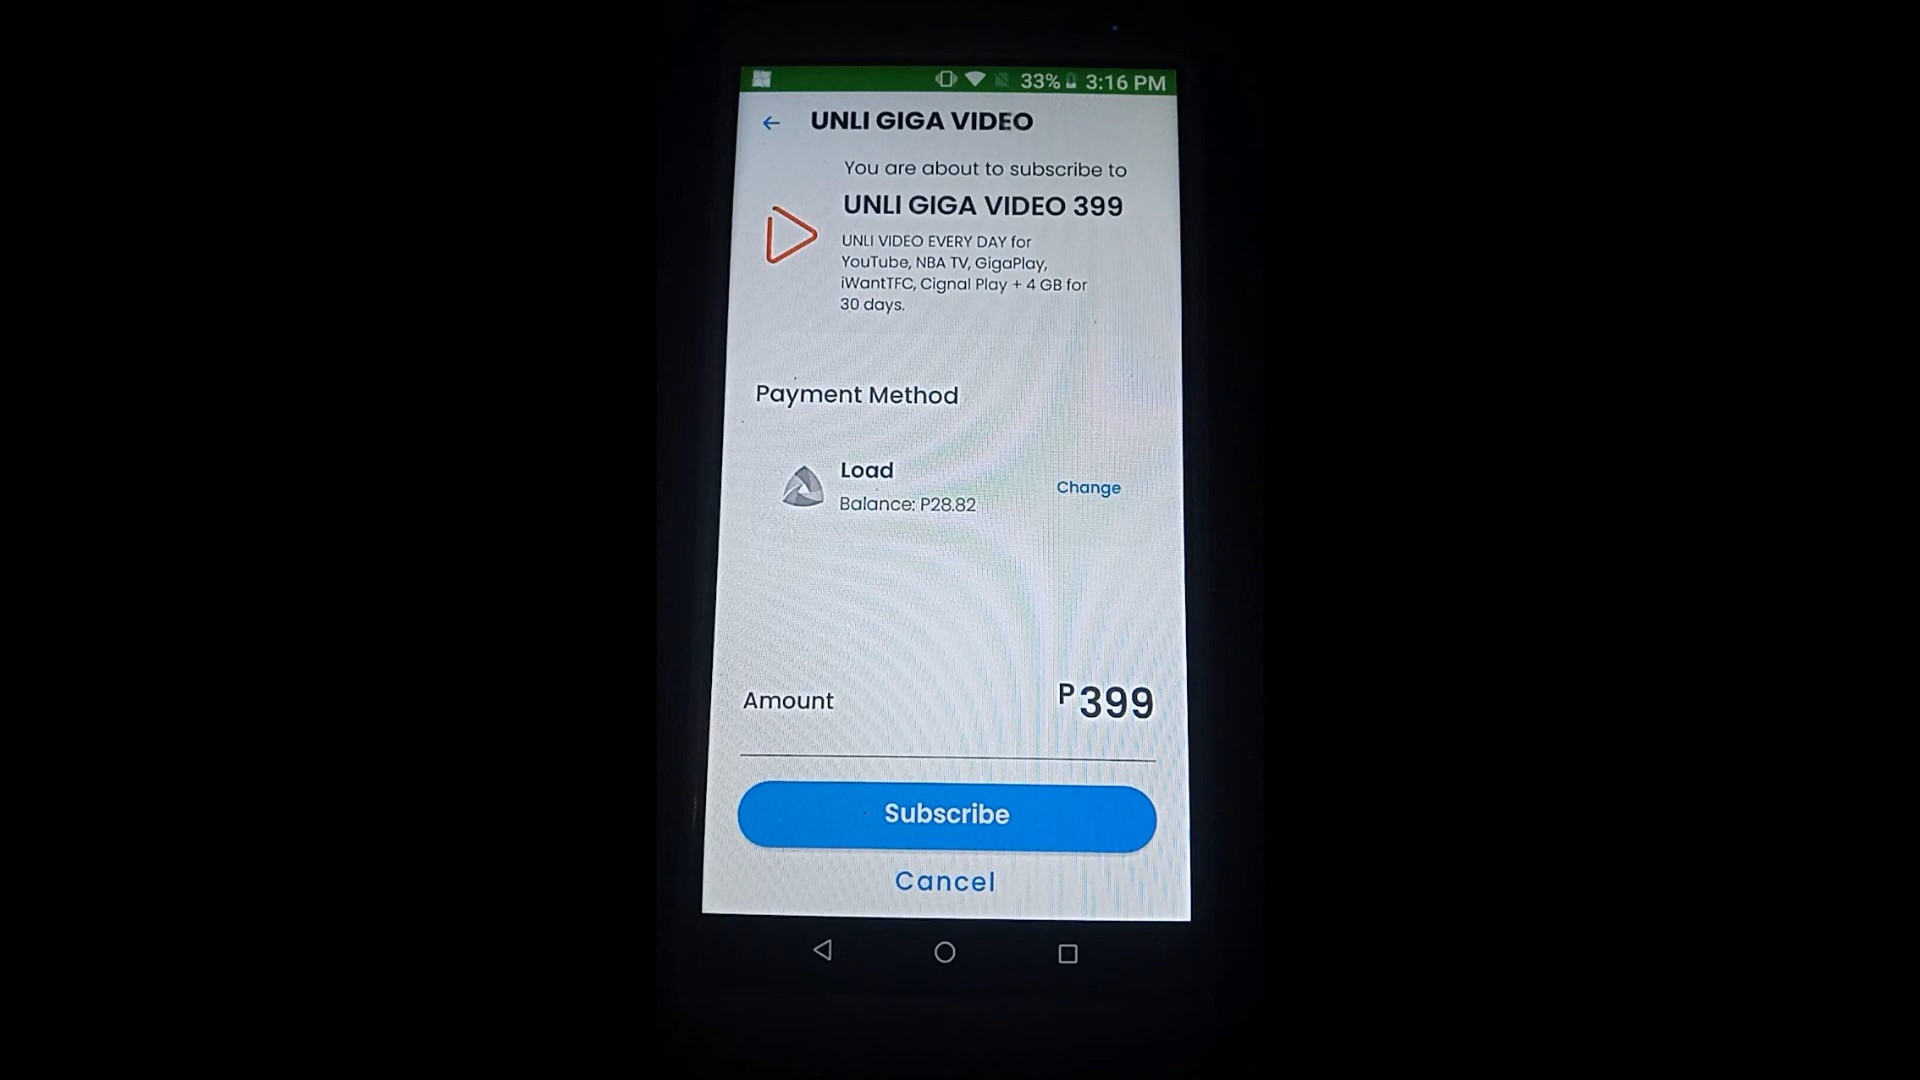 33% 3:16 PM
UNLI GIGA VIDEO
You are about to subscribe to
UNLI GIGA VIDEO 399
UNLI VIDEO EVERY DAY for
YouTube, NBA TV, GigaPlay,
iWantTFC, Cignal Play + 4 GB for
30 days.
Payment Method
Load
Change
Balance: P28.82
Amount
P399
Subscribe
Cancel